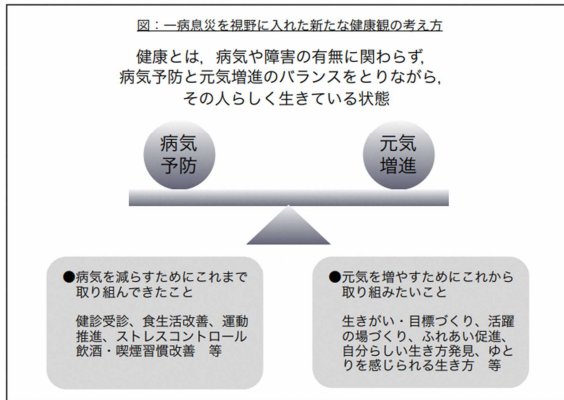 図：一病息災を視野に入れた新たな健康観の考え方
健康とは，病気や障害の有無に関わらず，
病気予防と元気増進のバランスをとりながら，
その人らしく生きている状態
病気
予防
元気
増進
●病気を減らすためにこれまで
取り組んできたこと
健診受診、食生活改善、運動
推進、ストレスコントロール
飲酒・喫煙習慣改善　等
●元気を増やすためにこれから
取り組みたいこと
生きがい・目標づくり、活躍
の場づくり、ふれあい促進、
自分らしい生き方発見、ゆと
りを感じられる生き方　等